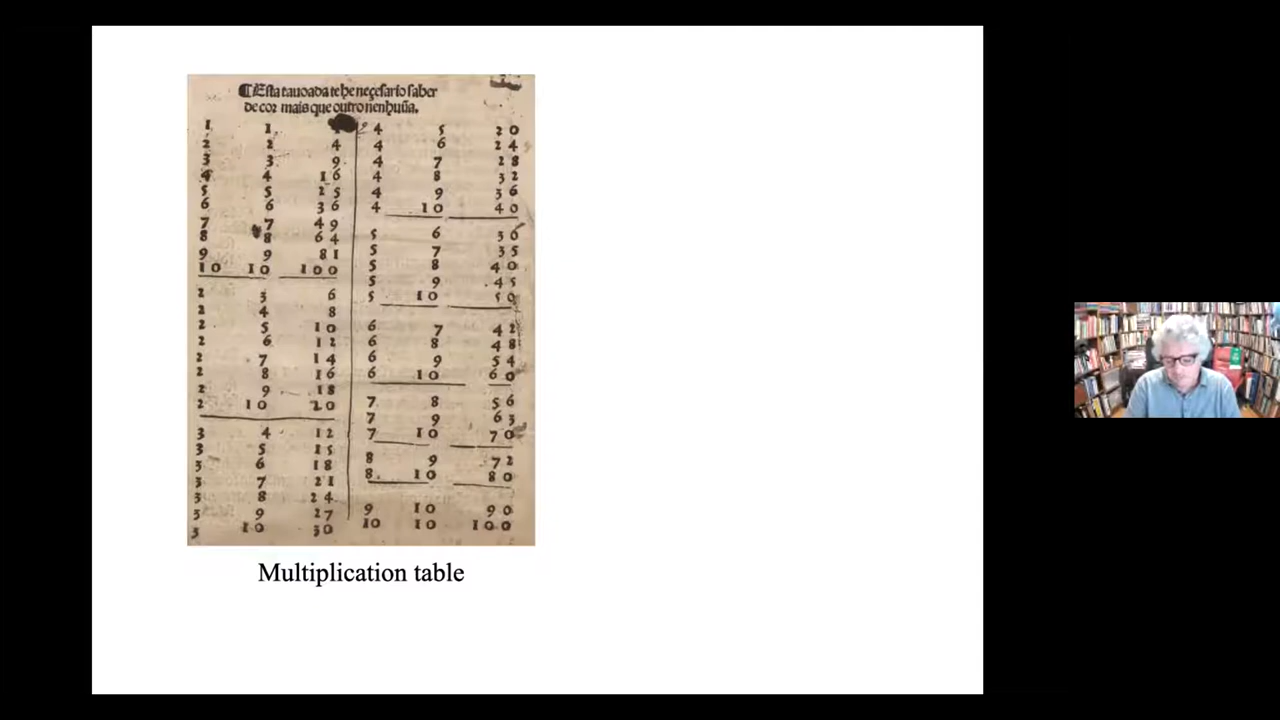 ¶Esta tauoada te he neçesario saber
de cor mais que outro nenhuũa.
1 1
2 2 4
3 3 9
4 4 16
5 5 25
6 6 36
7 7 49
8 8 64
9 9 81
10 10 100
2 3 6
2 4 8
2 5 10
2 6 12
2 7 14
2 8 16
2 9 18
2 10 20
3 4 12
3 5 15
3 6 18
3 7 21
3 8 24
3 9 27
3 10 30
4 5 20
4 6 24
4 7 28
4 8 32
4 9 36
4 10 40
5 6 30
5 7 35
5 8 40
5 9 45
5 10 50
6 7 42
6 8 48
6 9 54
6 10 60
7 8 56
7 9 63
7 10 70
8 9 72
8 10 80
9 10 90
10 10 100
Multiplication table